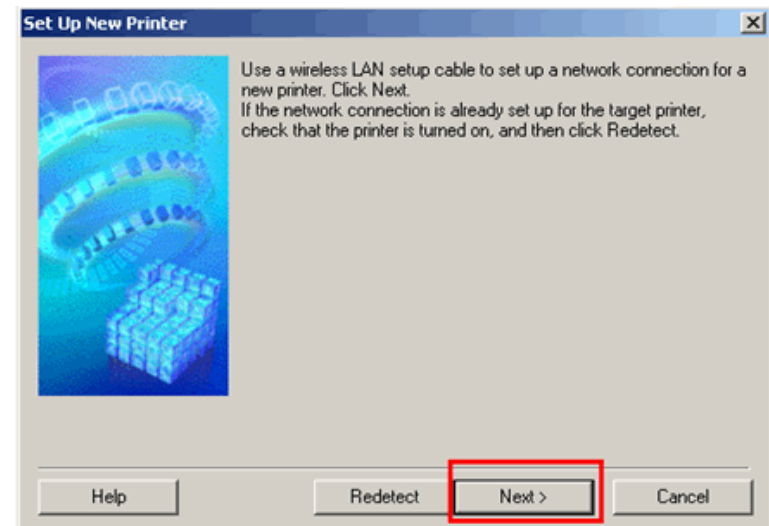 Set Up New Printer
Use a wireless LAN setup cable to set up a network connection for a
new printer. Click Next.
If the network connection is already set up for the target printer,
check that the printer is turned on, and then click Redetect.
Help
Redetect
Next >
Cancel